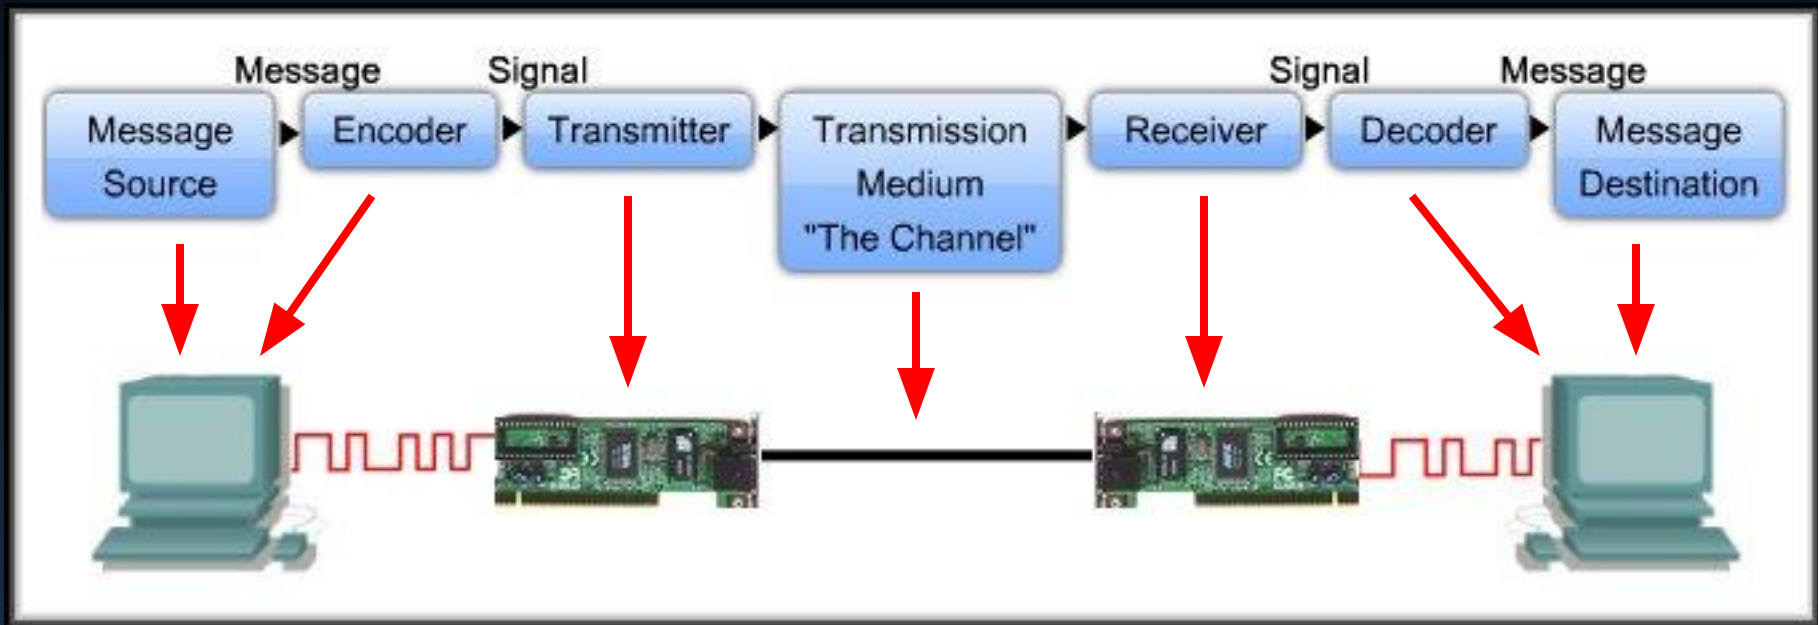 Message
Signal
Signal
Message
Message
Source
Encoder
Transmitter
Transmission
Medium
"The Channel"
Receiver
Decoder
Message
Destination